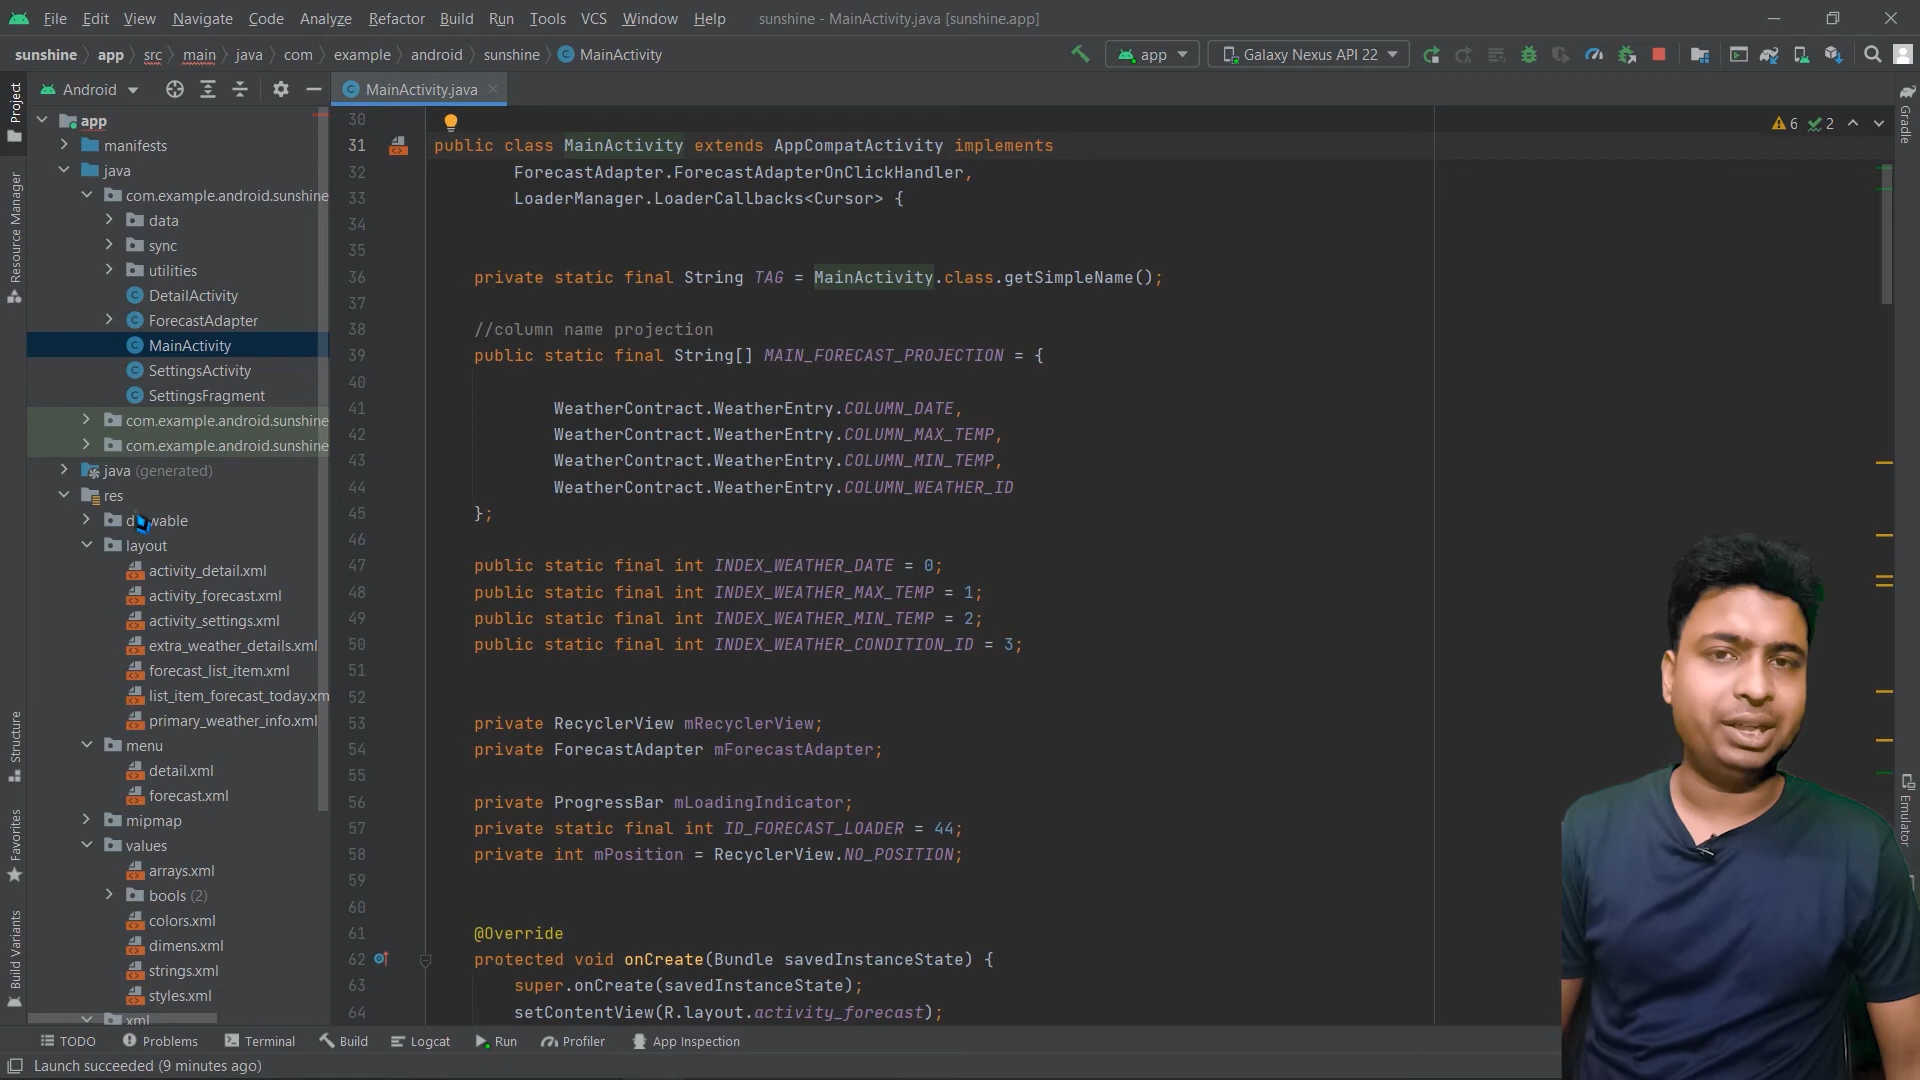 File Edit View Navigate Code Analyze Refactor Build Run Tools VCS Window Help sunshine - MainActivity.java [sunshine.app]
sunshine app src main java com example android sunshine MainActivity app Galaxy Nexus API 22
Android
MainActivity.java
Project
Resource Manager
Structure
Favorites
Build Variants
app
manifests
java
com.example.android.sunshine
data
sync
utilities
DetailActivity
ForecastAdapter
MainActivity
SettingsActivity
SettingsFragment
com.example.android.sunshine
com.example.android.sunshine
java (generated)
res
layout
activity_detail.xml
activity_forecast.xml
activity_settings.xml
extra_weather_details.xml
forecast_list_item.xml
list_item_forecast_today.xm
primary_weather_info.xml
menu
detail.xml
forecast.xml
mipmap
values
arrays.xml
bools (2)
colors.xml
dimens.xml
strings.xml
styles.xml
xml
30
31 public class MainActivity extends AppCompatActivity implements
32 ForecastAdapter.ForecastAdapterOnClickHandler,
33 LoaderManager.LoaderCallbacks<Cursor> {
34
35
36 private static final String TAG = MainActivity.class.getSimpleName();
37
38 //column name projection
39 public static final String[] MAIN_FORECAST_PROJECTION = {
40
41 WeatherContract.WeatherEntry.COLUMN_DATE,
42 WeatherContract.WeatherEntry.COLUMN_MAX_TEMP,
43 WeatherContract.WeatherEntry.COLUMN_MIN_TEMP,
44 WeatherContract.WeatherEntry.COLUMN_WEATHER_ID
45 };
46
47 public static final int INDEX_WEATHER_DATE = 0;
48 public static final int INDEX_WEATHER_MAX_TEMP = 1;
49 public static final int INDEX_WEATHER_MIN_TEMP = 2;
50 public static final int INDEX_WEATHER_CONDITION_ID = 3;
51
52
53 private RecyclerView mRecyclerView;
54 private ForecastAdapter mForecastAdapter;
55
56 private ProgressBar mLoadingIndicator;
57 private static final int ID_FORECAST_LOADER = 44;
58 private int mPosition = RecyclerView.NO_POSITION;
59
60
61 @Override
62 protected void onCreate(Bundle savedInstanceState) {
63 super.onCreate(savedInstanceState);
64 setContentView(R.layout.activity_forecast);
6 2
Gradle
Emulator
TODO Problems Terminal Build Logcat Run Profiler App Inspection
Launch succeeded (9 minutes ago)